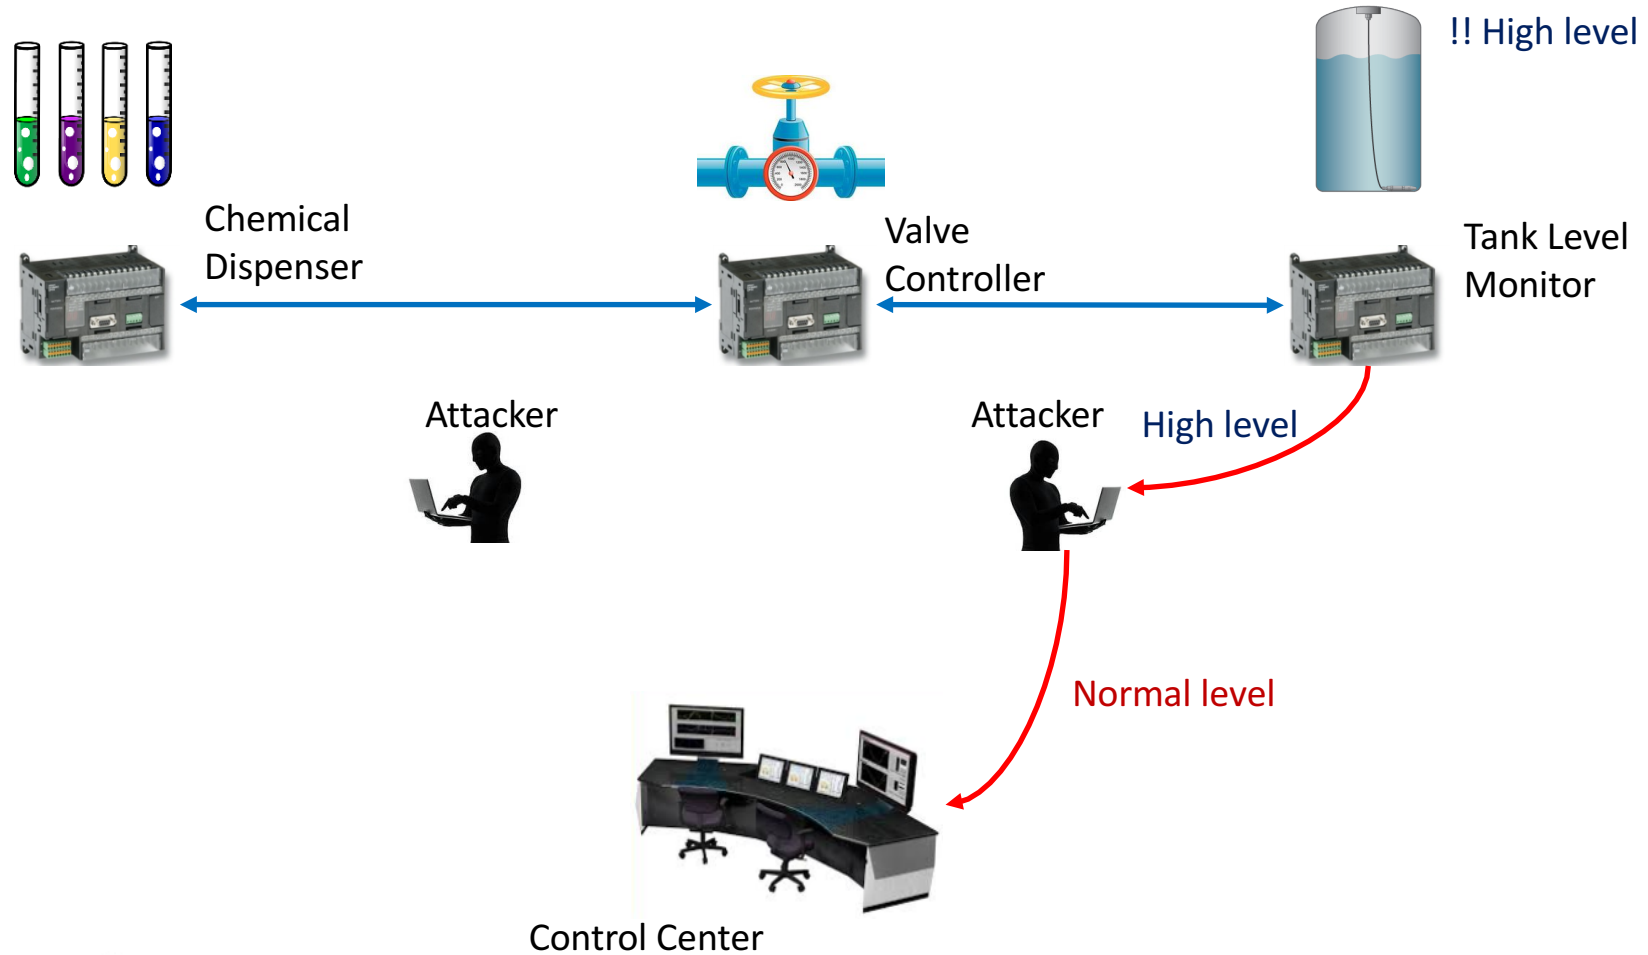 !! High level
Chemical
Dispenser
Valve
Controller
Tank Level
Monitor
Attacker
Attacker
High level
Normal level
Control Center